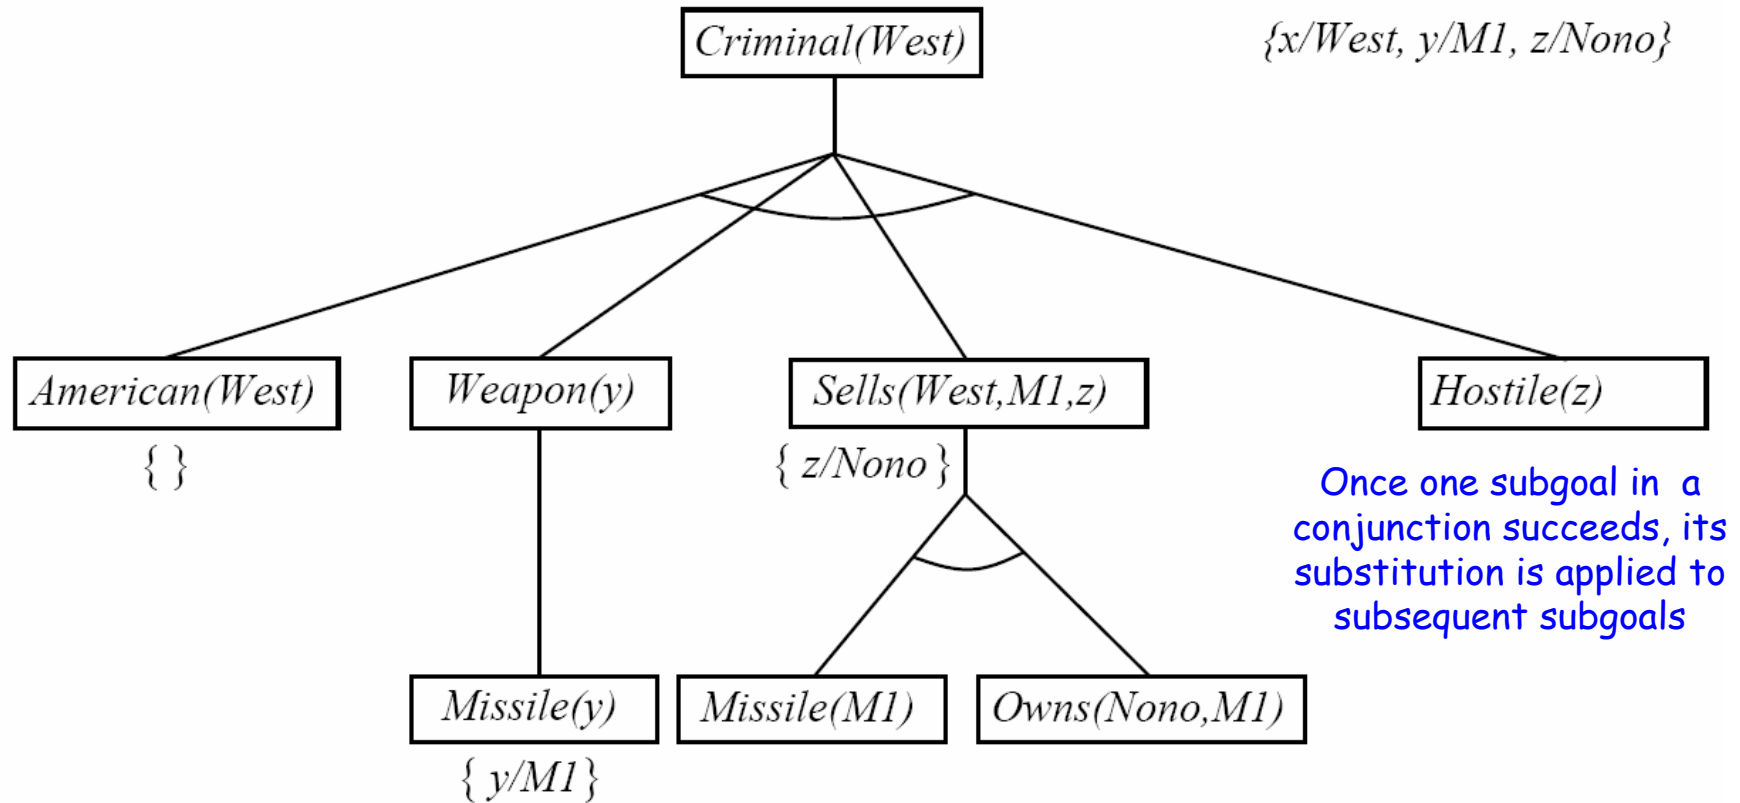 Criminal(West)
{x/West, y/M1, z/Nono}
American(West)
Weapon(y)
Sells(West,M1,z)
Hostile(z)
{ }
{ z/Nono }
Once one subgoal in a
conjunction succeeds, its
substitution is applied to
subsequent subgoals
Missile(y)
Missile(M1)
Owns(Nono,M1)
{ y/M1 }